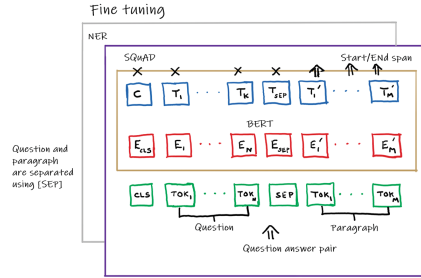 Fine tuning
NER
SQuAD
Start/ENd span
C T1 ... TK TSEP T1' ... TM'
BERT
ECLS E1 ... EN ESEP E1' ... EM'
Question and
paragraph
are separated
using [SEP]
CLS TOK1 ... TOKN SEP TOK1 ... TOKM
Question Paragraph
Question answer pair